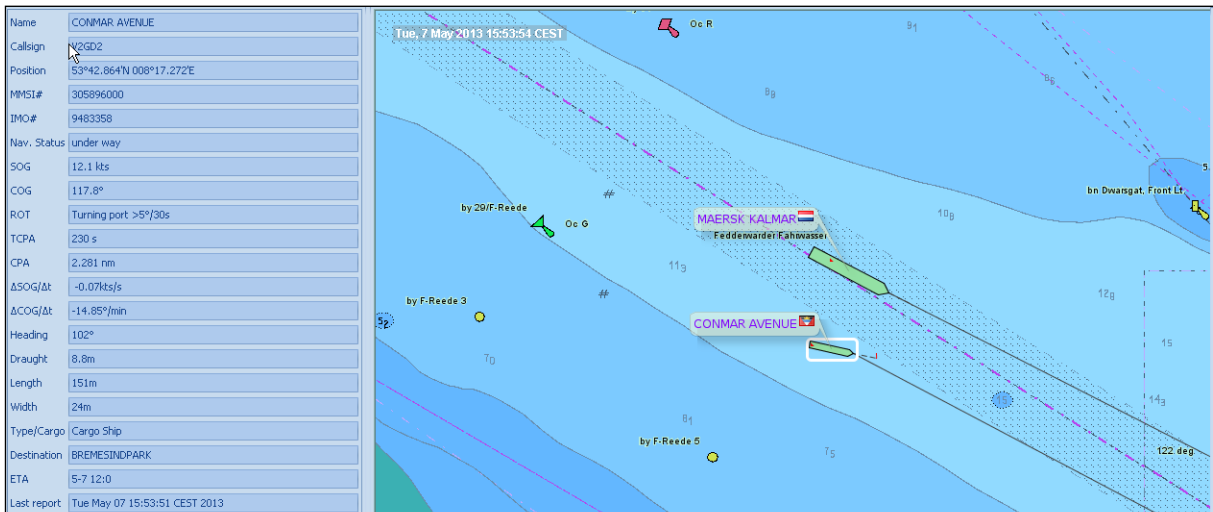 Name CONMAR AVENUE
Callsign V2GD2
Position 53°42.864'N 008°17.272'E
MMSI# 305896000
IMO# 9483358
Nav. Status under way
SOG 12.1 kts
COG 117.8°
ROT Turning port >5°/30s
TCPA 230 s
CPA 2.281 nm
ΔSOG/Δt -0.07kts/s
ΔCOG/Δt -14.85°/min
Heading 102°
Draught 8.8m
Length 151m
Width 24m
Type/Cargo Cargo Ship
Destination BREMESINDPARK
ETA 5-7 12:0
Last report Tue May 07 15:53:51 CEST 2013
Tue, 7 May 2013 15:53:54 CEST
Oc R
9₁
8₉
8₆
5
bn Dwarsgat, Front Lt.
by 29/F-Reede
Oc G
MAERSK KALMAR
Fedderwarder Fahrwasser
10₈
11₃
12₈
by F-Reede 3
5₂
CONMAR AVENUE
15
7₀
15
14₃
8₁
by F-Reede 5
7₅
122 deg